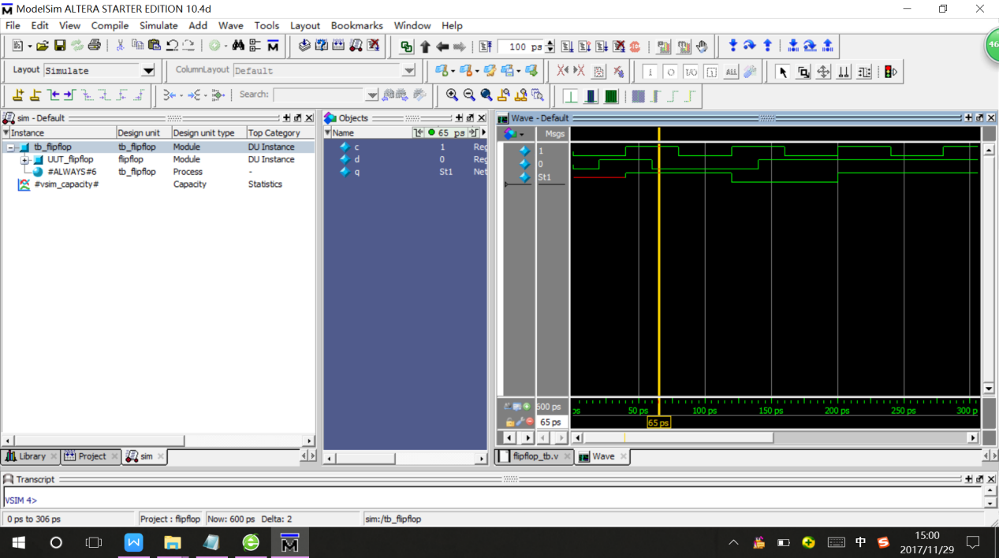 ModelSim ALTERA STARTER EDITION 10.4d
File Edit View Compile Simulate Add Wave Tools Layout Bookmarks Window Help
100 ps
46
Layout Simulate ColumnLayout Default
ALL
Search:
sim - Default
Instance Design unit Design unit type Top Category
tb_flipflop tb_flipflop Module DU Instance
UUT_flipflop flipflop Module DU Instance
#ALWAYS#6 tb_flipflop Process -
#vsim_capacity# Capacity Statistics
Objects
Name 65 ps
c 1 Reg
d 0 Reg
q St1 Net
Wave - Default
Msgs
1
0
St1
600 ps
ps 50 ps 100 ps 150 ps 200 ps 250 ps 300 p
65 ps 65 ps
Library Project sim
flipflop_tb.v Wave
Transcript
VSIM 4>
0 ps to 306 ps Project : flipflop Now: 600 ps Delta: 2 sim:/tb_flipflop
中
15:00
2017/11/29